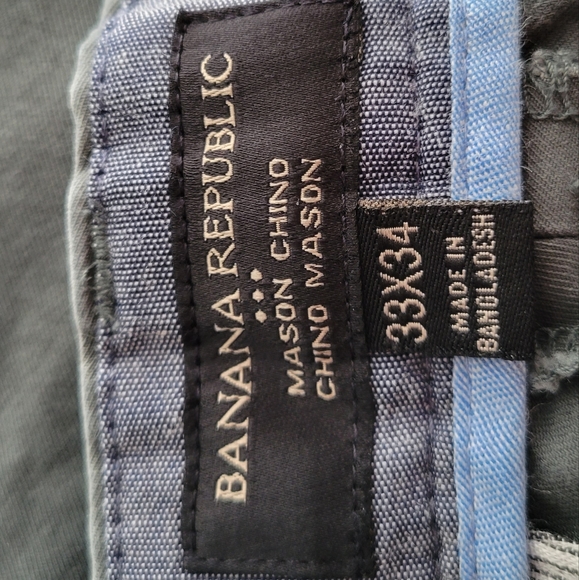 BANANA REPUBLIC
MASON CHINO
CHINO MASON
33X34
MADE IN
BANGLADESH